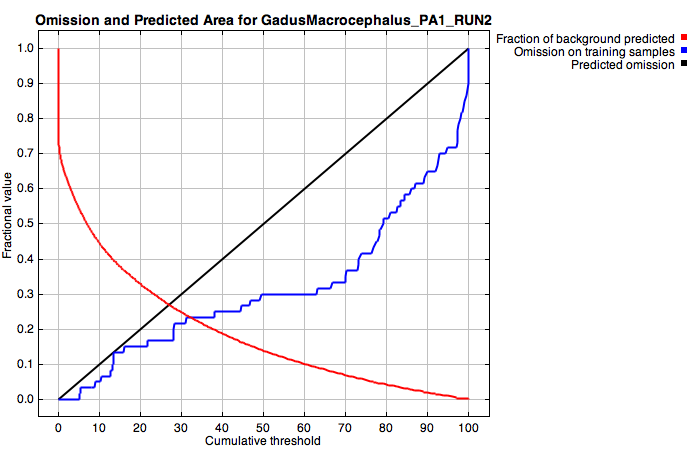 Omission and Predicted Area for GadusMacrocephalus_PA1_RUN2
Fraction of background predicted
Omission on training samples
Predicted omission
Fractional value
1.0
0.9
0.8
0.7
0.6
0.5
0.4
0.3
0.2
0.1
0.0
0 10 20 30 40 50 60 70 80 90 100
Cumulative threshold